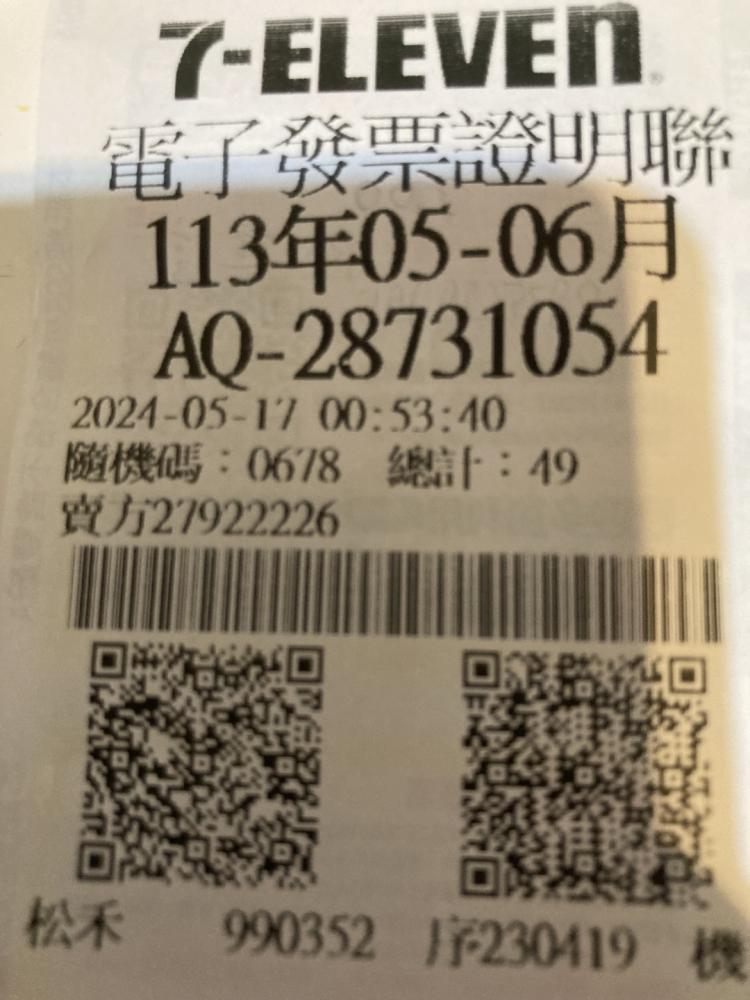 7-ELEVEN
電子發票證明聯
113年05-06月
AQ-28731054
2024-05-17 00:53:40
隨機碼：0678 總計：49
賣方27922226
松禾 990352 序230419 機